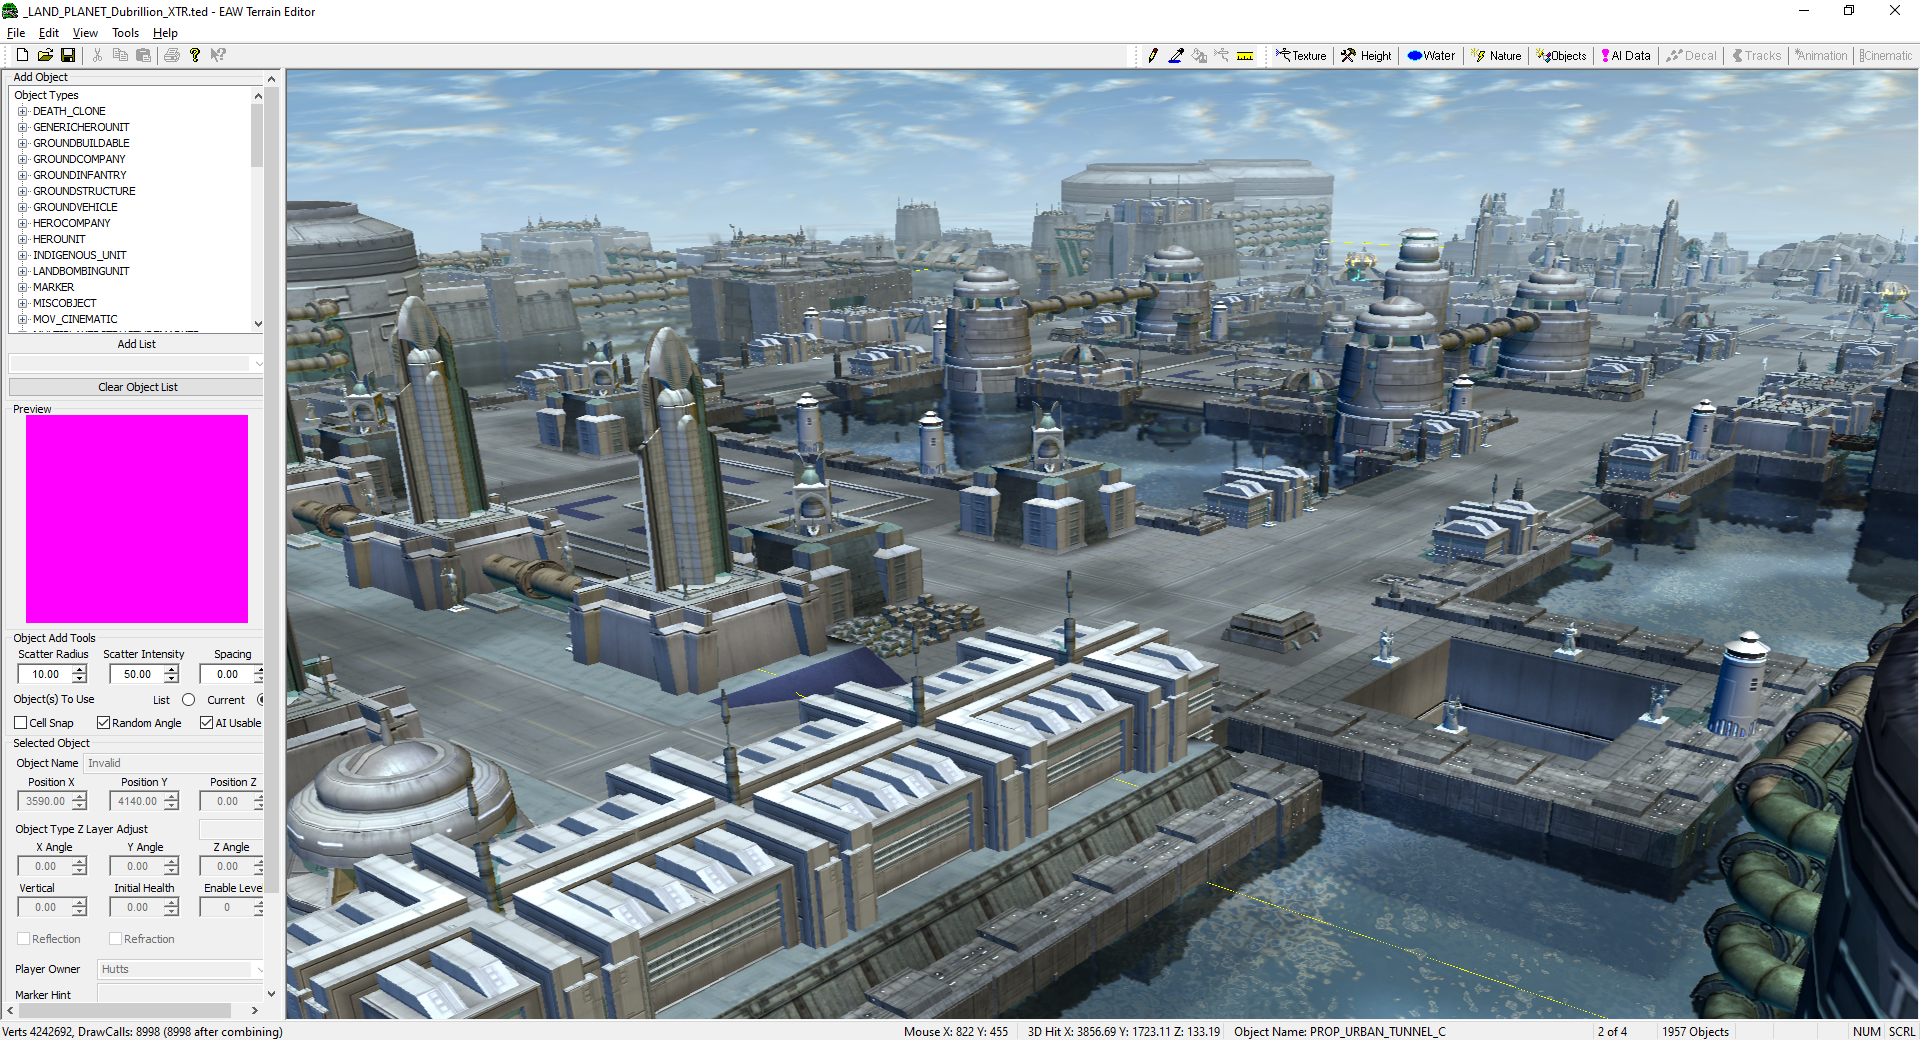 _LAND_PLANET_Dubrillion_XTR.ted - EAW Terrain Editor
File Edit View Tools Help
Texture Height Water Nature Objects AI Data Decal Tracks Animation Cinematic
Add Object
Object Types
DEATH_CLONE
GENERICHEROUNIT
GROUNDBUILDABLE
GROUNDCOMPANY
GROUNDINFANTRY
GROUNDSTRUCTURE
GROUNDVEHICLE
HEROCOMPANY
HEROUNIT
INDIGENOUS_UNIT
LANDBOMBINGUNIT
MARKER
MISCOBJECT
MOV_CINEMATIC
Add List
Clear Object List
Preview
Object Add Tools
Scatter Radius Scatter Intensity Spacing
10.00 50.00 0.00
Object(s) To Use List Current
Cell Snap Random Angle AI Usable
Selected Object
Object Name Invalid
Position X Position Y Position Z
3590.00 4140.00 0.00
Object Type Z Layer Adjust
X Angle Y Angle Z Angle
0.00 0.00 0.00
Vertical Initial Health Enable Level
0.00 0.00 0
Reflection Refraction
Player Owner Hutts
Marker Hint
Verts 4242692, DrawCalls: 8998 (8998 after combining) Mouse X: 822 Y: 455 3D Hit X: 3856.69 Y: 1723.11 Z: 133.19 Object Name: PROP_URBAN_TUNNEL_C 2 of 4 1957 Objects NUM SCRL